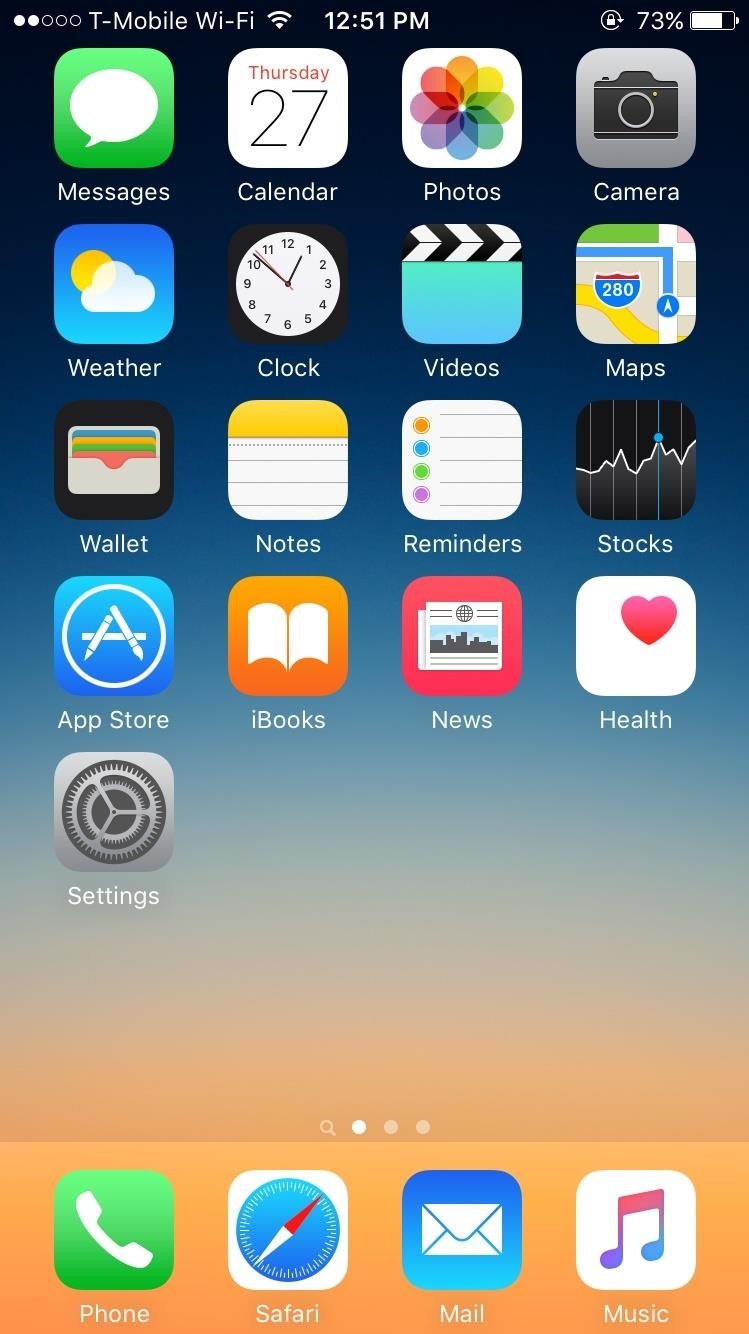 T-Mobile Wi-Fi 12:51 PM 73%
Thursday
27
Messages Calendar Photos Camera
12
11 1
10 2
9 3
8 4
7 5
6
280
Weather Clock Videos Maps
Wallet Notes Reminders Stocks
App Store iBooks News Health
Settings
Phone Safari Mail Music